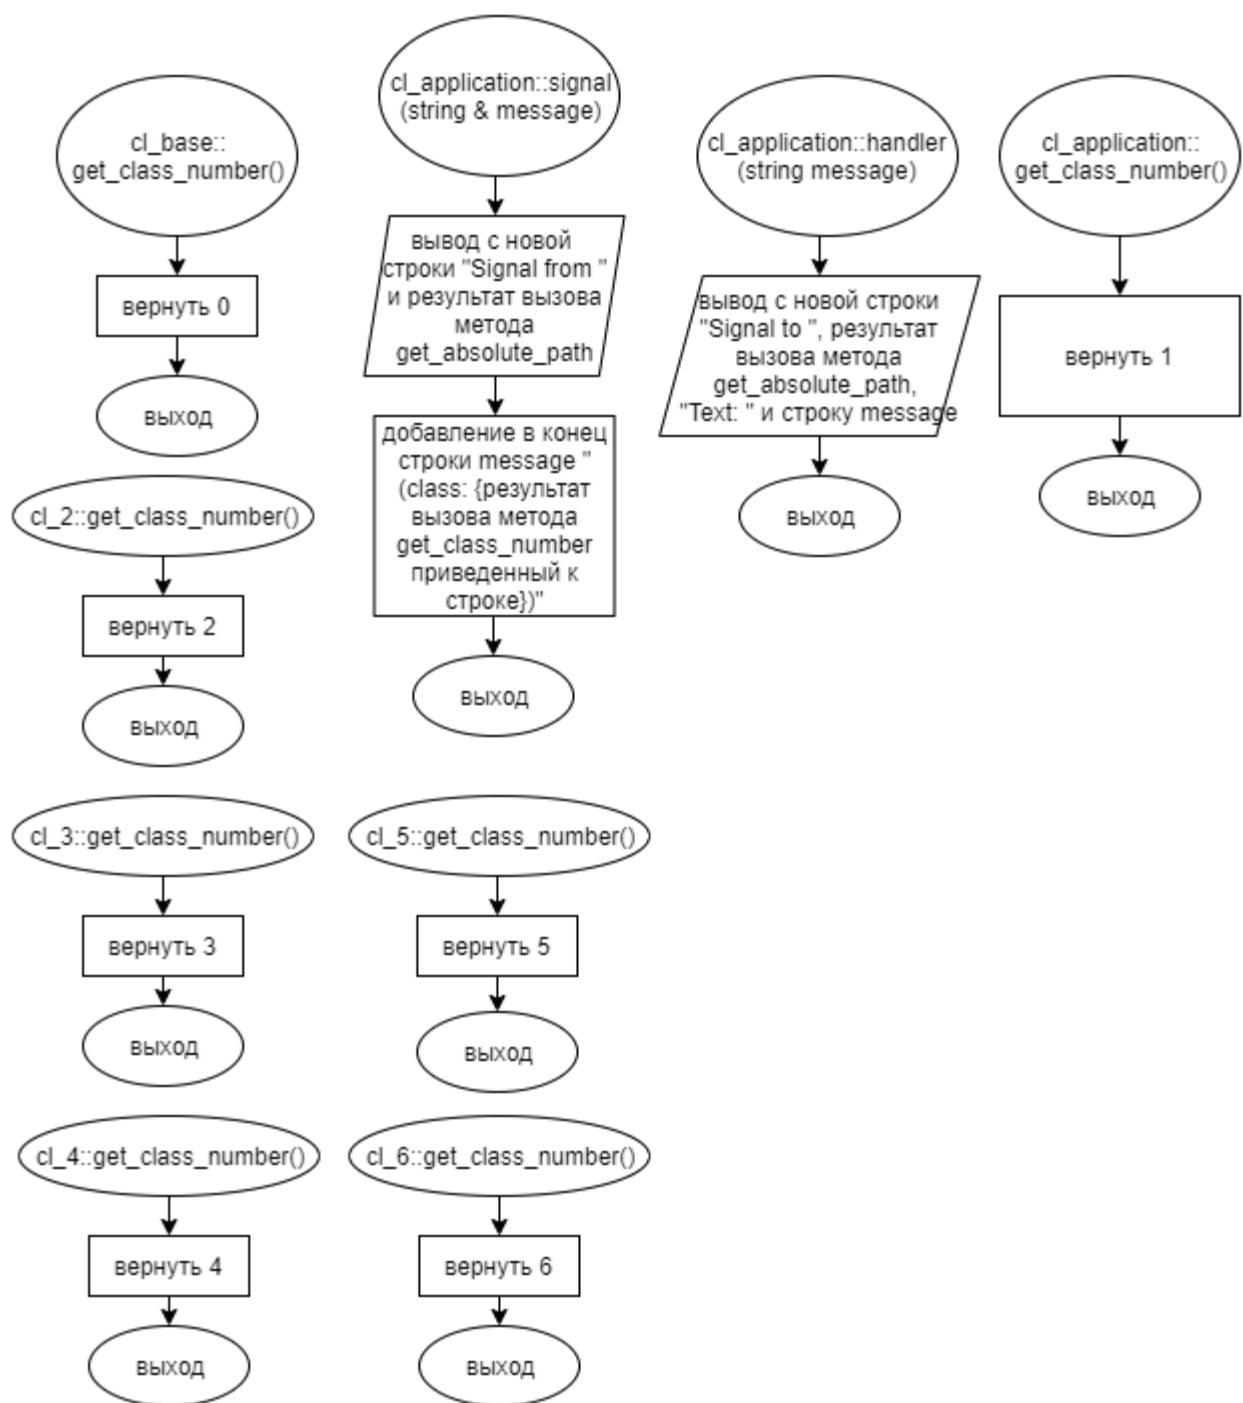 cl_base::
get_class_number()
вернуть 0
выход
cl_application::signal
(string & message)
вывод с новой
строки "Signal from "
и результат вызова
метода
get_absolute_path
добавление в конец
строки message "
(class: {результат
вызова метода
get_class_number
приведенный к
строке})"
выход
cl_application::handler
(string message)
вывод с новой строки
"Signal to ", результат
вызова метода
get_absolute_path,
"Text: " и строку message
выход
cl_application::
get_class_number()
вернуть 1
выход
cl_2::get_class_number()
вернуть 2
выход
cl_3::get_class_number()
вернуть 3
выход
cl_5::get_class_number()
вернуть 5
выход
cl_4::get_class_number()
вернуть 4
выход
cl_6::get_class_number()
вернуть 6
выход